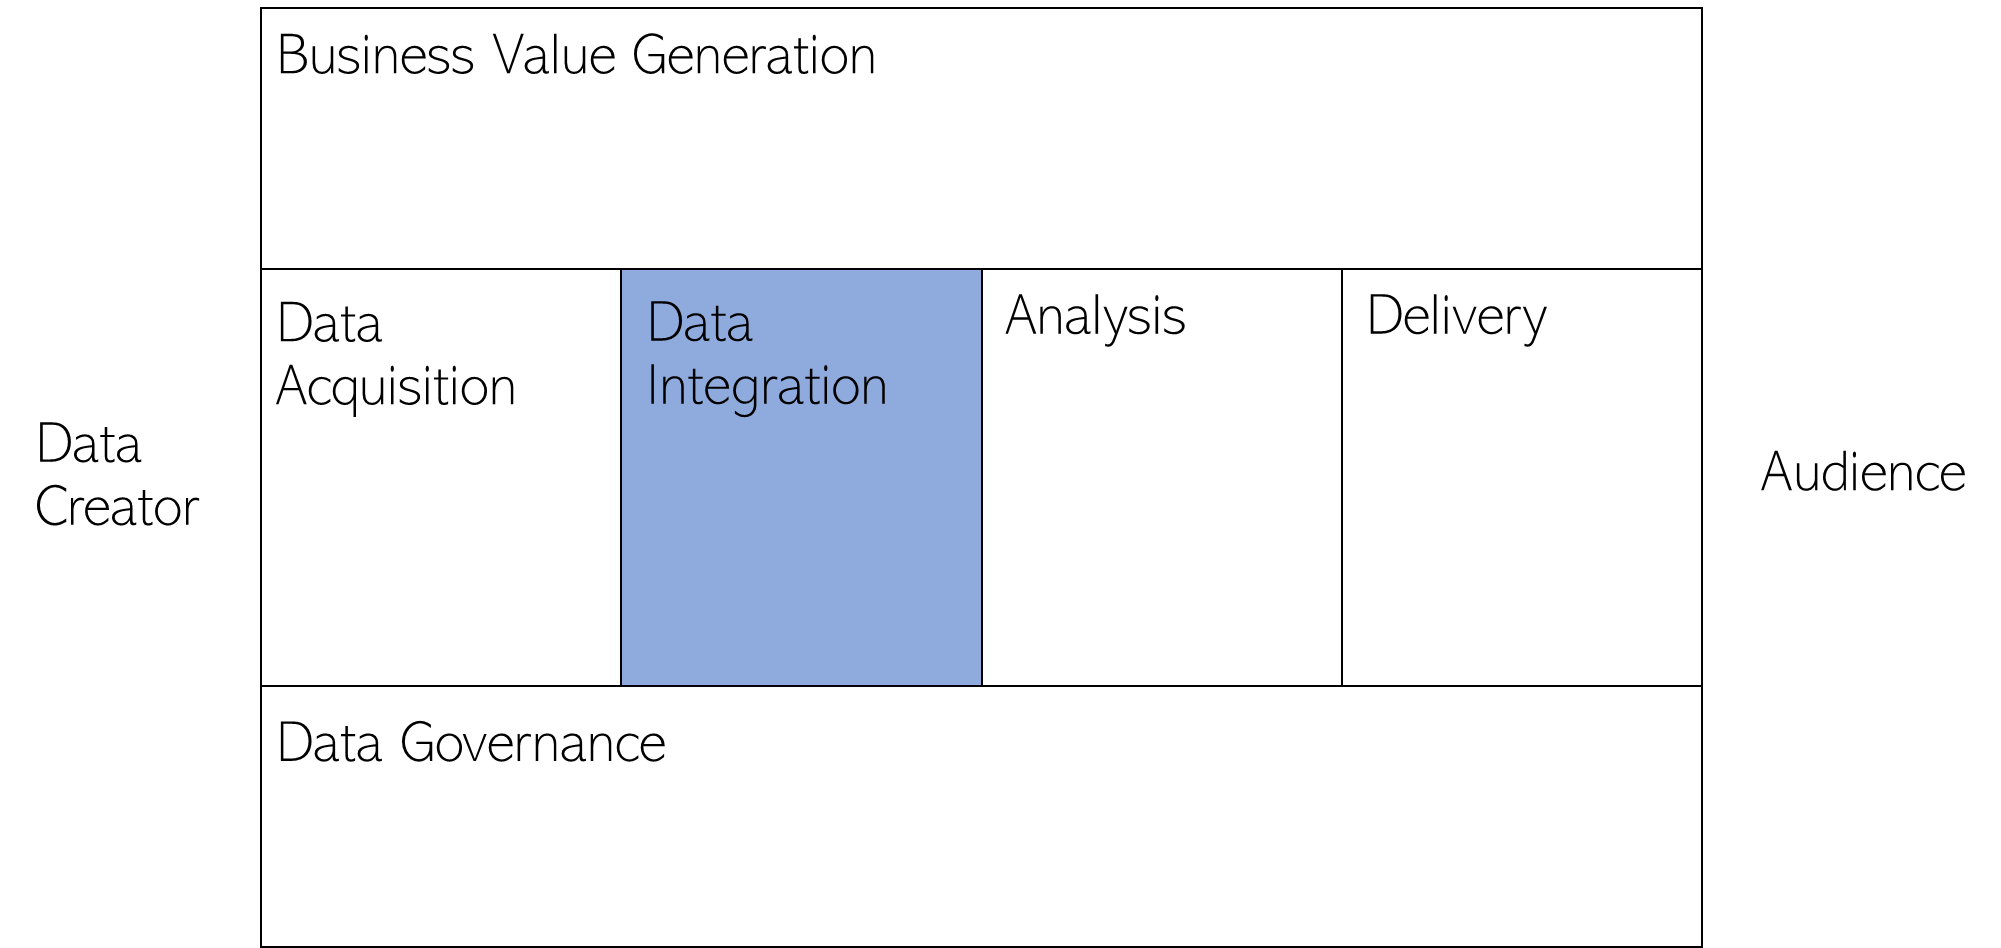 Business Value Generation
Data
Creator
Data
Acquisition
Data
Integration
Analysis
Delivery
Audience
Data Governance